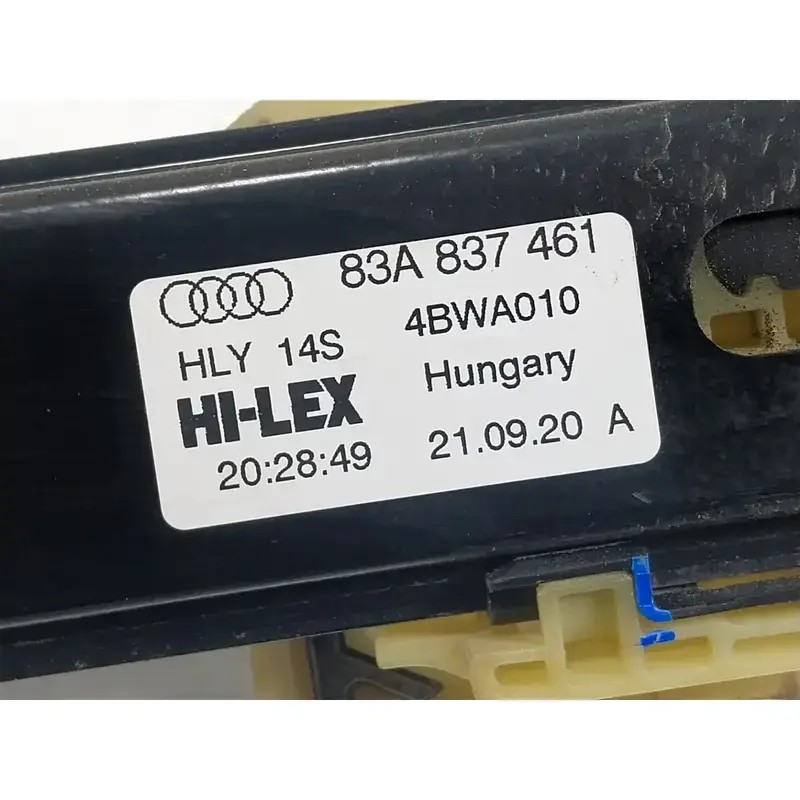 83A 837 461
HLY 14S 4BWA010
HI-LEX Hungary
20:28:49 21.09.20 A